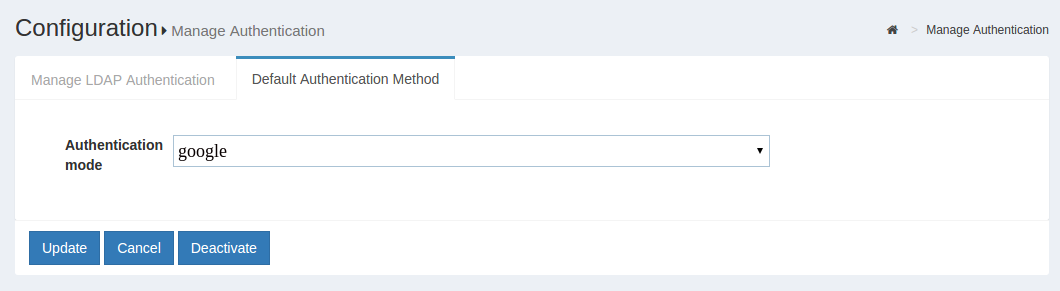 Configuration Manage Authentication
> Manage Authentication
Manage LDAP Authentication
Default Authentication Method
Authentication
mode
google
Update Cancel Deactivate